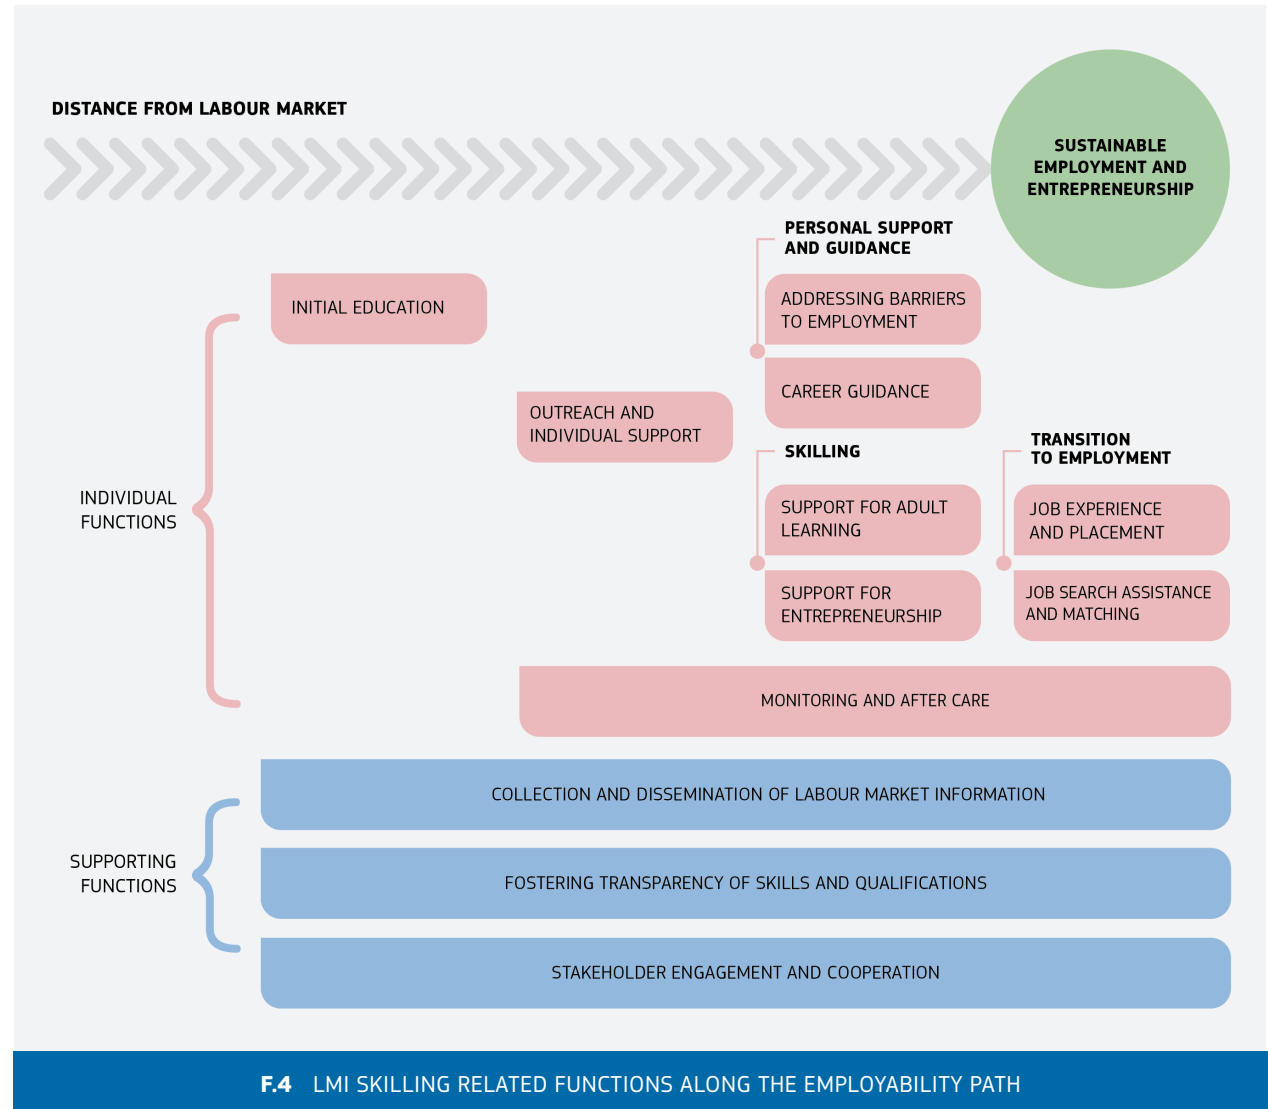 DISTANCE FROM LABOUR MARKET
SUSTAINABLE
EMPLOYMENT AND
ENTREPRENEURSHIP
PERSONAL SUPPORT
AND GUIDANCE
INITIAL EDUCATION
ADDRESSING BARRIERS
TO EMPLOYMENT
CAREER GUIDANCE
OUTREACH AND
INDIVIDUAL SUPPORT
SKILLING
TRANSITION
TO EMPLOYMENT
INDIVIDUAL
FUNCTIONS
SUPPORT FOR ADULT
LEARNING
JOB EXPERIENCE
AND PLACEMENT
SUPPORT FOR
ENTREPRENEURSHIP
JOB SEARCH ASSISTANCE
AND MATCHING
MONITORING AND AFTER CARE
COLLECTION AND DISSEMINATION OF LABOUR MARKET INFORMATION
SUPPORTING
FUNCTIONS
FOSTERING TRANSPARENCY OF SKILLS AND QUALIFICATIONS
STAKEHOLDER ENGAGEMENT AND COOPERATION
F.4 LMI SKILLING RELATED FUNCTIONS ALONG THE EMPLOYABILITY PATH